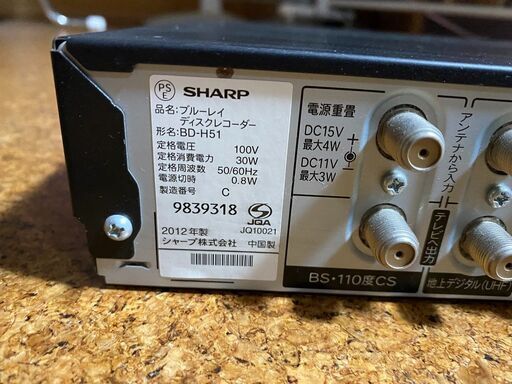 PS
E
SHARP
品名:ブルーレイ
ディスクレコーダー
形名:BD-H51
定格電圧 100V
定格消費電力 30W
定格周波数 50/60Hz
電源切時 0.8W
製造番号 C
9839318
JQA
JQ10021
2012年製
シャープ株式会社 中国製
電源重畳
DC15V
最大4W
DC11V
最大3W
アンテナから入力
テレビへ出力
BS・110度CS
地上デジタル(UHF)